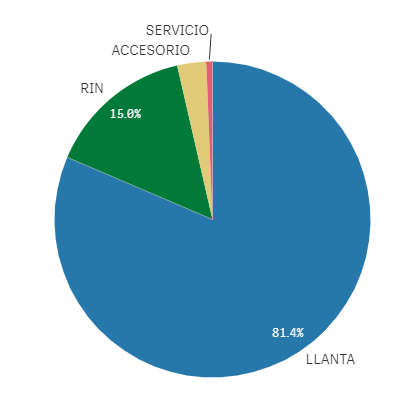 SERVICIO
ACCESORIO
RIN
15.0%
81.4%
LLANTA